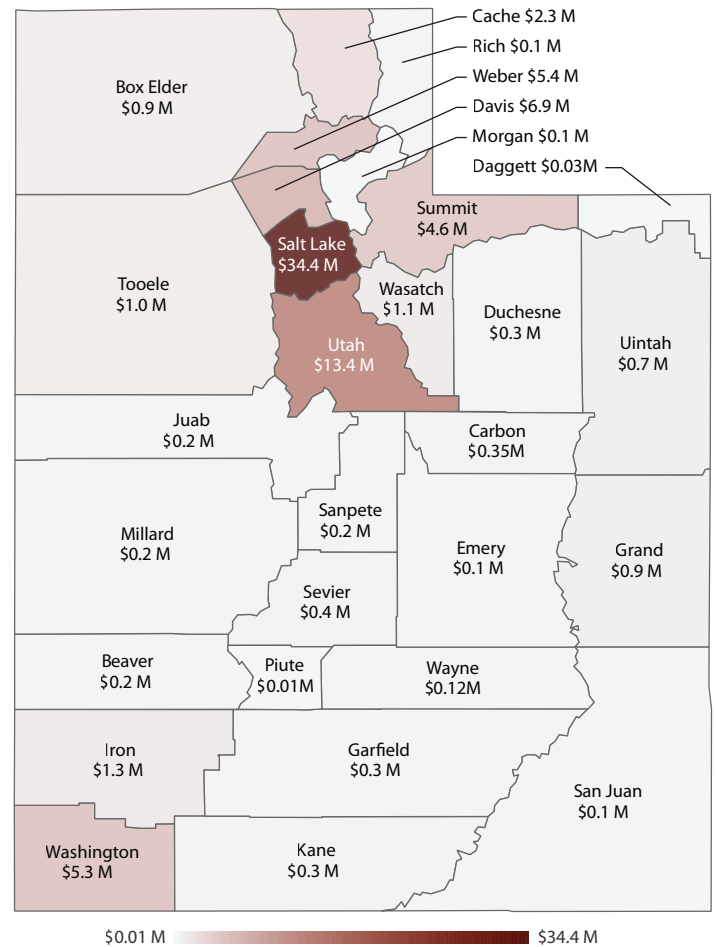 Cache $2.3 M
Rich $0.1 M
Weber $5.4 M
Davis $6.9 M
Morgan $0.1 M
Daggett $0.03M
Box Elder
$0.9 M
Summit
$4.6 M
Salt Lake
$34.4 M
Tooele
$1.0 M
Wasatch
$1.1 M
Duchesne
$0.3 M
Uintah
$0.7 M
Utah
$13.4 M
Juab
$0.2 M
Carbon
$0.35M
Sanpete
$0.2 M
Millard
$0.2 M
Emery
$0.1 M
Grand
$0.9 M
Sevier
$0.4 M
Beaver
$0.2 M
Piute
$0.01M
Wayne
$0.12M
Iron
$1.3 M
Garfield
$0.3 M
San Juan
$0.1 M
Washington
$5.3 M
Kane
$0.3 M
$0.01 M
$34.4 M